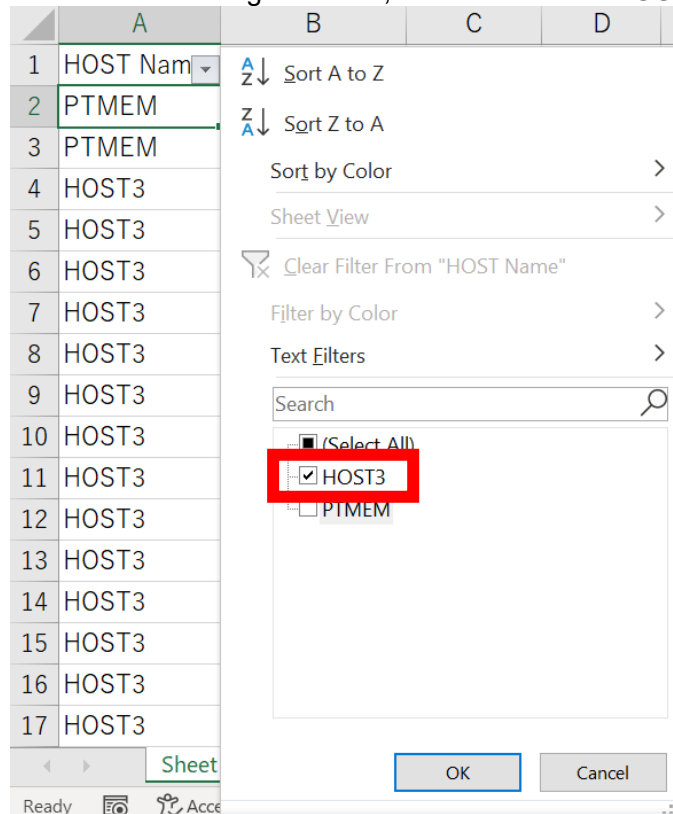 A B C D
1 HOST Nam
2 PTMEM
3 PTMEM
4 HOST3
5 HOST3
6 HOST3
7 HOST3
8 HOST3
9 HOST3
10 HOST3
11 HOST3
12 HOST3
13 HOST3
14 HOST3
15 HOST3
16 HOST3
17 HOST3
Sort A to Z
Sort Z to A
Sort by Color
Sheet View
Clear Filter From "HOST Name"
Filter by Color
Text Filters
Search
(Select All)
HOST3
PTMEM
OK Cancel
Sheet
Ready Acce